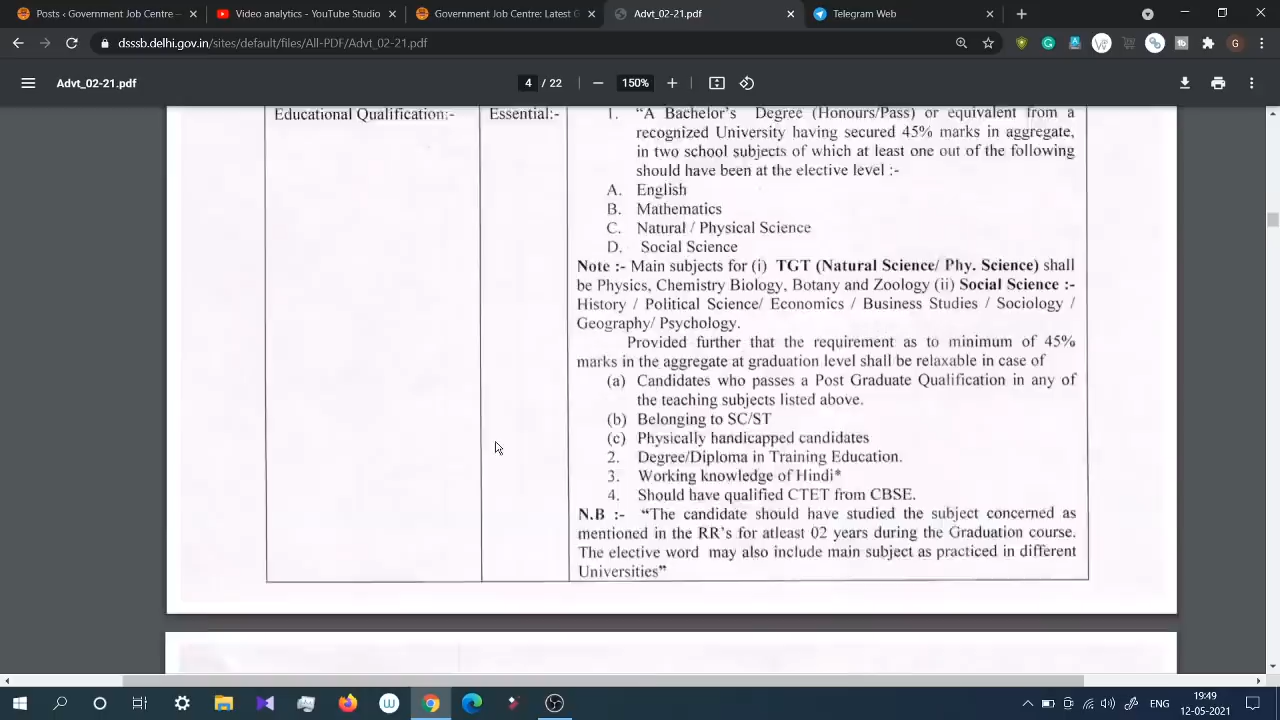 Posts ‹ Government Job Centre —
Video analytics - YouTube Studio
Government Job Centre: Latest G
Advt_02-21.pdf
Telegram Web
dsssb.delhi.gov.in/sites/default/files/All-PDF/Advt_02-21.pdf
G
Advt_02-21.pdf
4 / 22
150%
Educational Qualification:-
Essential:-
1. "A Bachelor's Degree (Honours/Pass) or equivalent from a
recognized University having secured 45% marks in aggregate,
in two school subjects of which at least one out of the following
should have been at the elective level :-
A. English
B. Mathematics
C. Natural / Physical Science
D. Social Science
Note :- Main subjects for (i) TGT (Natural Science/ Phy. Science) shall
be Physics, Chemistry Biology, Botany and Zoology (ii) Social Science :-
History / Political Science/ Economics / Business Studies / Sociology /
Geography/ Psychology.
Provided further that the requirement as to minimum of 45%
marks in the aggregate at graduation level shall be relaxable in case of
(a) Candidates who passes a Post Graduate Qualification in any of
the teaching subjects listed above.
(b) Belonging to SC/ST
(c) Physically handicapped candidates
2. Degree/Diploma in Training Education.
3. Working knowledge of Hindi*
4. Should have qualified CTET from CBSE.
N.B :- "The candidate should have studied the subject concerned as
mentioned in the RR's for atleast 02 years during the Graduation course.
The elective word may also include main subject as practiced in different
Universities"
ENG
19:49
12-05-2021